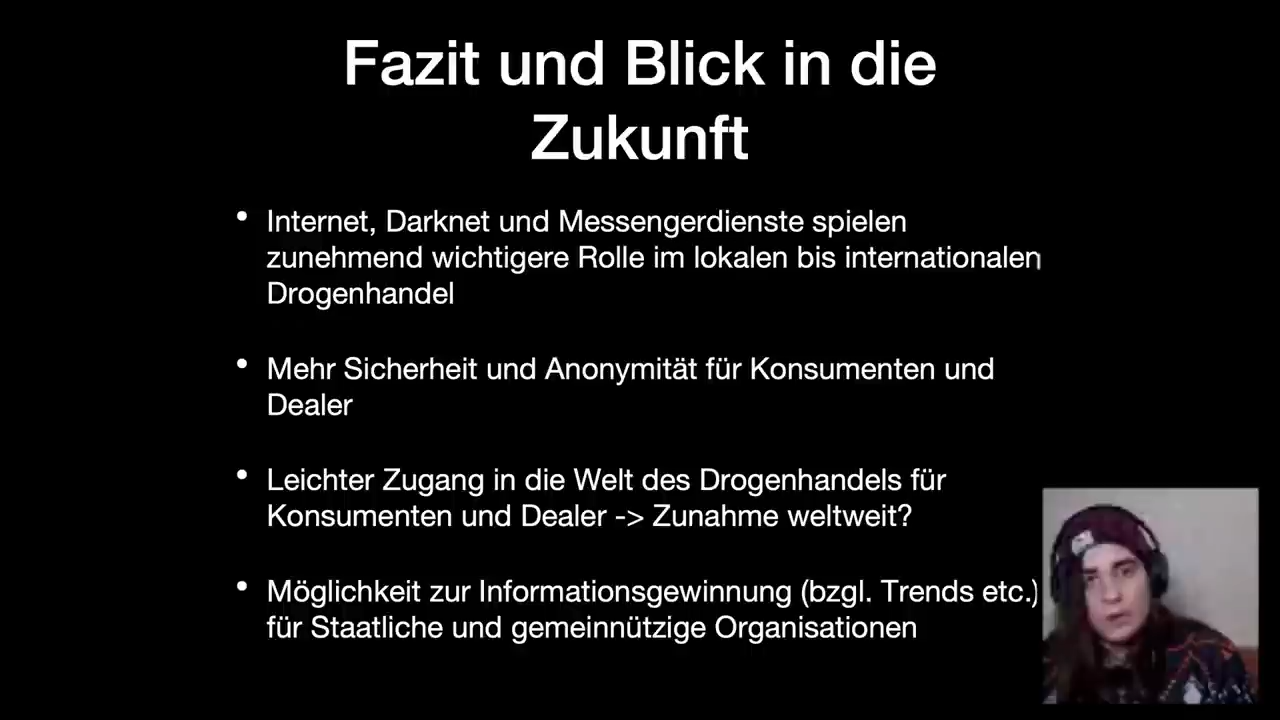 Fazit und Blick in die
Zukunft
• Internet, Darknet und Messengerdienste spielen
zunehmend wichtigere Rolle im lokalen bis internationalen
Drogenhandel
• Mehr Sicherheit und Anonymität für Konsumenten und
Dealer
• Leichter Zugang in die Welt des Drogenhandels für
Konsumenten und Dealer -> Zunahme weltweit?
• Möglichkeit zur Informationsgewinnung (bzgl. Trends etc.)
für Staatliche und gemeinnützige Organisationen